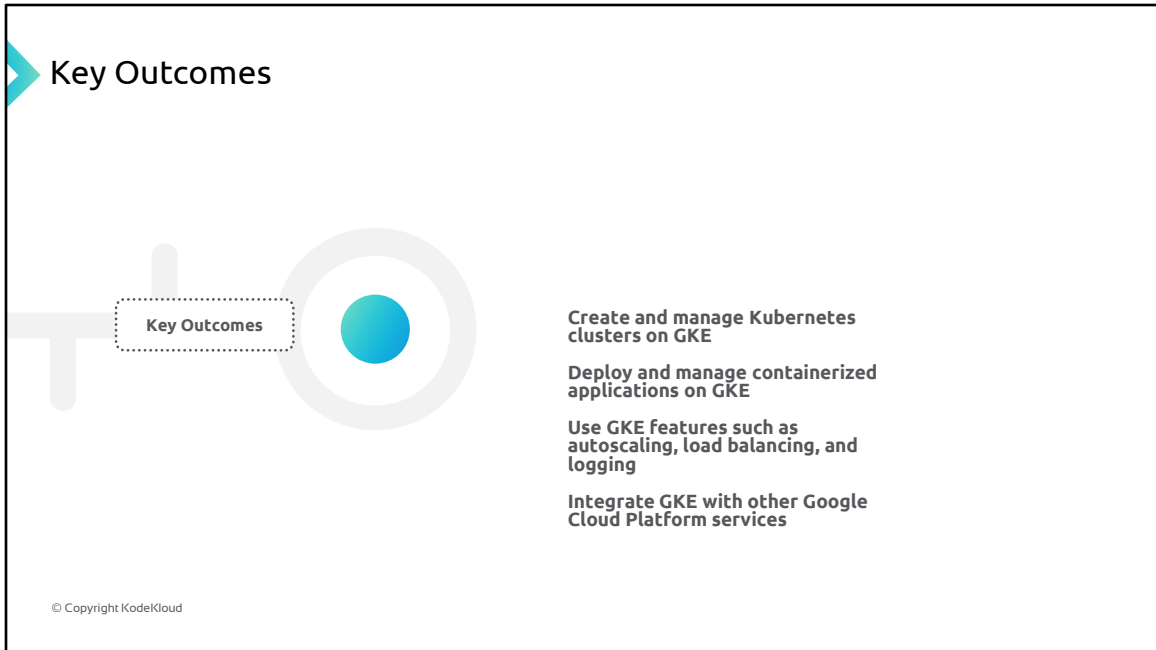 Key Outcomes
Key Outcomes
Create and manage Kubernetes
clusters on GKE
Deploy and manage containerized
applications on GKE
Use GKE features such as
autoscaling, load balancing, and
logging
Integrate GKE with other Google
Cloud Platform services
© Copyright KodeKloud